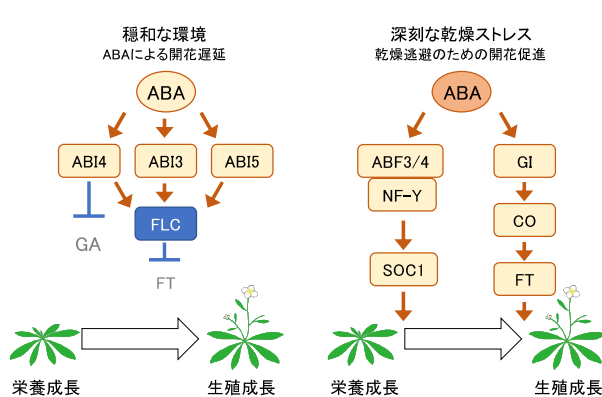 穏和な環境
ABAによる開花遅延
ABA
ABI4
ABI3
ABI5
FLC
GA
FT
栄養成長
生殖成長
深刻な乾燥ストレス
乾燥逃避のための開花促進
ABA
ABF3/4
NF-Y
SOC1
GI
CO
FT
栄養成長
生殖成長